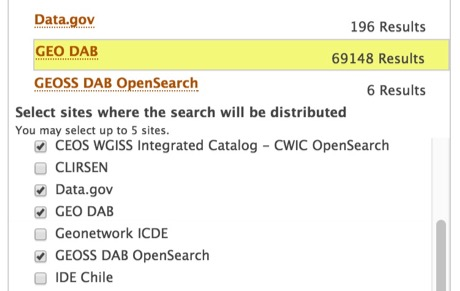 Data.gov 196 Results
GEO DAB 69148 Results
GEOSS DAB OpenSearch 6 Results
Select sites where the search will be distributed
You may select up to 5 sites.
CEOS WGISS Integrated Catalog – CWIC OpenSearch
CLIRSEN
Data.gov
GEO DAB
Geonetwork ICDE
GEOSS DAB OpenSearch
IDE Chile